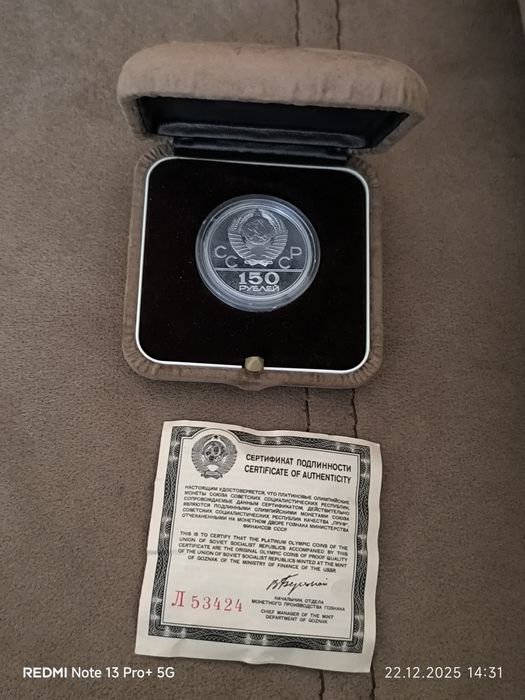 СС СР
150
РУБЛЕЙ
СЕРТИФИКАТ ПОДЛИННОСТИ
CERTIFICATE OF AUTHENTICITY
НАСТОЯЩИМ УДОСТОВЕРЯЕТСЯ, ЧТО ПЛАТИНОВЫЕ ОЛИМПИЙСКИЕ
МОНЕТЫ СОЮЗА СОВЕТСКИХ СОЦИАЛИСТИЧЕСКИХ РЕСПУБЛИК,
СОПРОВОЖДАЕМЫЕ ДАННЫМ СЕРТИФИКАТОМ, ДЕЙСТВИТЕЛЬНО
ЯВЛЯЮТСЯ ПОДЛИННЫМИ ОЛИМПИЙСКИМИ МОНЕТАМИ СОЮЗА
СОВЕТСКИХ СОЦИАЛИСТИЧЕСКИХ РЕСПУБЛИК КАЧЕСТВА „ПРУФ",
ОТЧЕКАНЕННЫМИ НА МОНЕТНОМ ДВОРЕ ГОЗНАКА МИНИСТЕРСТВА
ФИНАНСОВ СССР
THIS IS TO CERTIFY THAT THE PLATINUM OLYMPIC COINS OF THE
UNION OF SOVIET SOCIALIST REPUBLICS ACCOMPANIED BY THIS
CERTIFICATE ARE THE ORIGINAL OLYMPIC COINS OF PROOF QUALITY
OF THE UNION OF SOVIET SOCIALIST REPUBLICS MINTED AT THE MINT
OF GOZNAK OF THE MINISTRY OF FINANCE OF THE USSR
НАЧАЛЬНИК ОТДЕЛА
МОНЕТНОГО ПРОИЗВОДСТВА ГОЗНАКА
Л 53424
CHIEF MANAGER OF THE MINT
DEPARTMENT OF GOZNAK
REDMI Note 13 Pro+ 5G
22.12.2025 14:31